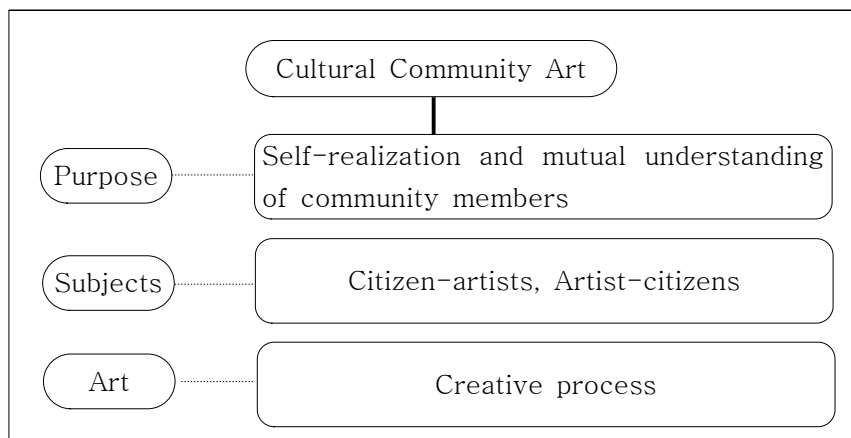 Cultural Community Art
Purpose
Self-realization and mutual understanding
of community members
Subjects
Citizen-artists, Artist-citizens
Art
Creative process